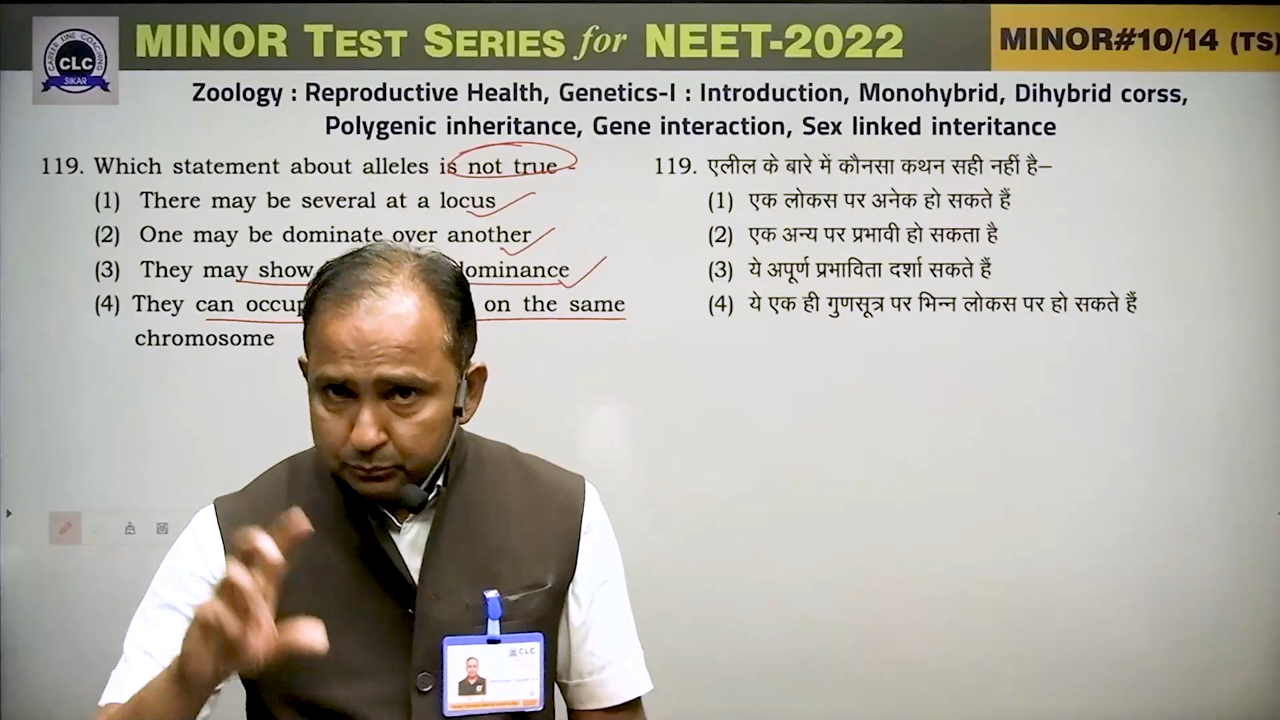 CAREER LINE COACHING
CLC
SIKAR
MINOR TEST SERIES for NEET-2022
MINOR#10/14 (TS)
Zoology : Reproductive Health, Genetics-I : Introduction, Monohybrid, Dihybrid corss,
Polygenic inheritance, Gene interaction, Sex linked interitance
119. Which statement about alleles is not true
(1) There may be several at a locus
(2) One may be dominate over another
(3) They may show dominance
(4) They can occup on the same
chromosome
119. एलील के बारे में कौनसा कथन सही नहीं है–
(1) एक लोकस पर अनेक हो सकते हैं
(2) एक अन्य पर प्रभावी हो सकता है
(3) ये अपूर्ण प्रभाविता दर्शा सकते हैं
(4) ये एक ही गुणसूत्र पर भिन्न लोकस पर हो सकते हैं
CLC